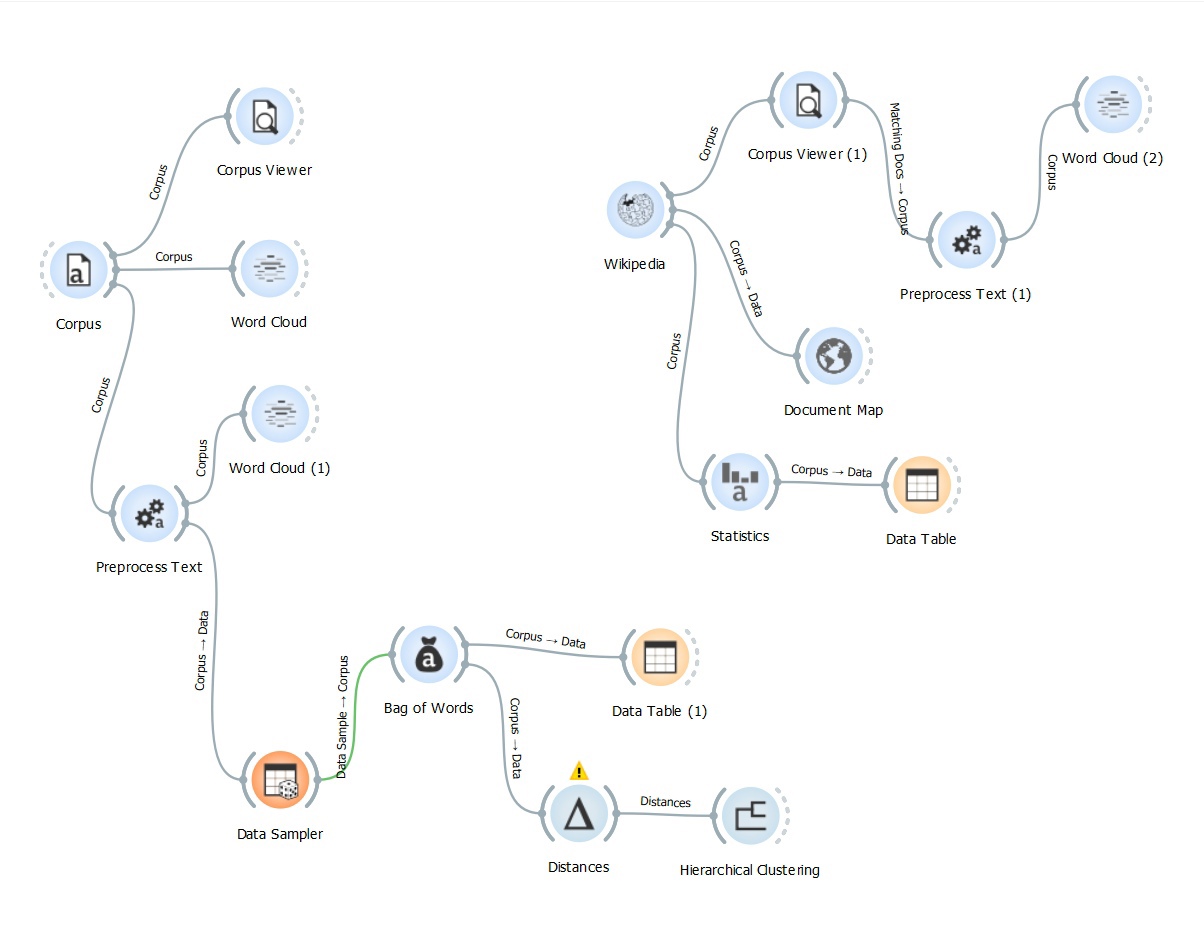 Corpus Viewer
Corpus
Corpus
Corpus
Word Cloud
Corpus
Corpus
Word Cloud (1)
Preprocess Text
Corpus → Data
Data Sampler
Data Sample → Corpus
Bag of Words
Corpus → Data
Data Table (1)
Corpus → Data
Distances
Distances
Hierarchical Clustering
Wikipedia
Corpus
Corpus Viewer (1)
Matching Docs → Corpus
Preprocess Text (1)
Corpus
Word Cloud (2)
Corpus → Data
Document Map
Corpus
Statistics
Corpus → Data
Data Table
a
a
a
a
a
!